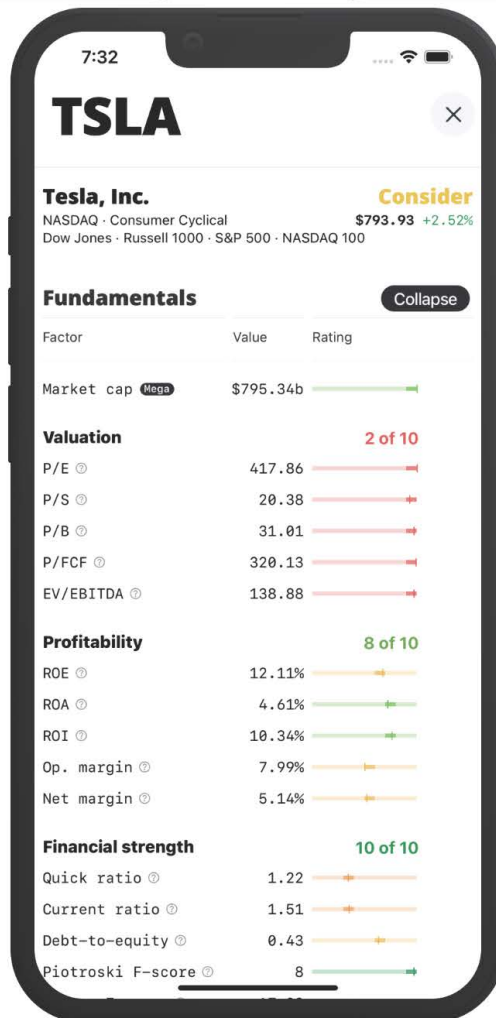 7:32
TSLA
Tesla, Inc. Consider
NASDAQ · Consumer Cyclical $793.93 +2.52%
Dow Jones · Russell 1000 · S&P 500 · NASDAQ 100
Fundamentals Collapse
Factor Value Rating
Market cap Mega $795.34b
Valuation 2 of 10
P/E ? 417.86
P/S ? 20.38
P/B ? 31.01
P/FCF ? 320.13
EV/EBITDA ? 138.88
Profitability 8 of 10
ROE ? 12.11%
ROA ? 4.61%
ROI ? 10.34%
Op. margin ? 7.99%
Net margin ? 5.14%
Financial strength 10 of 10
Quick ratio ? 1.22
Current ratio ? 1.51
Debt-to-equity ? 0.43
Piotroski F-score ? 8